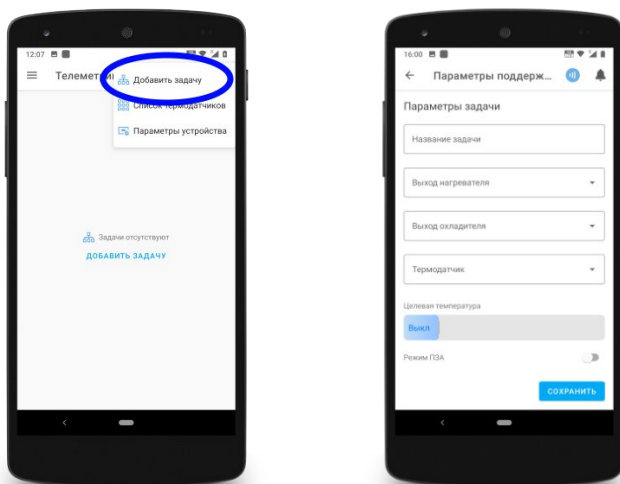 12:07
Телеметри
Добавить задачу
Список термодатчиков
Параметры устройства
Задачи отсутствуют
ДОБАВИТЬ ЗАДАЧУ
16:00
Параметры поддерж...
Параметры задачи
Название задачи
Выход нагревателя
Выход охладителя
Термодатчик
Целевая температура
Выкл
Режим ПЗА
СОХРАНИТЬ